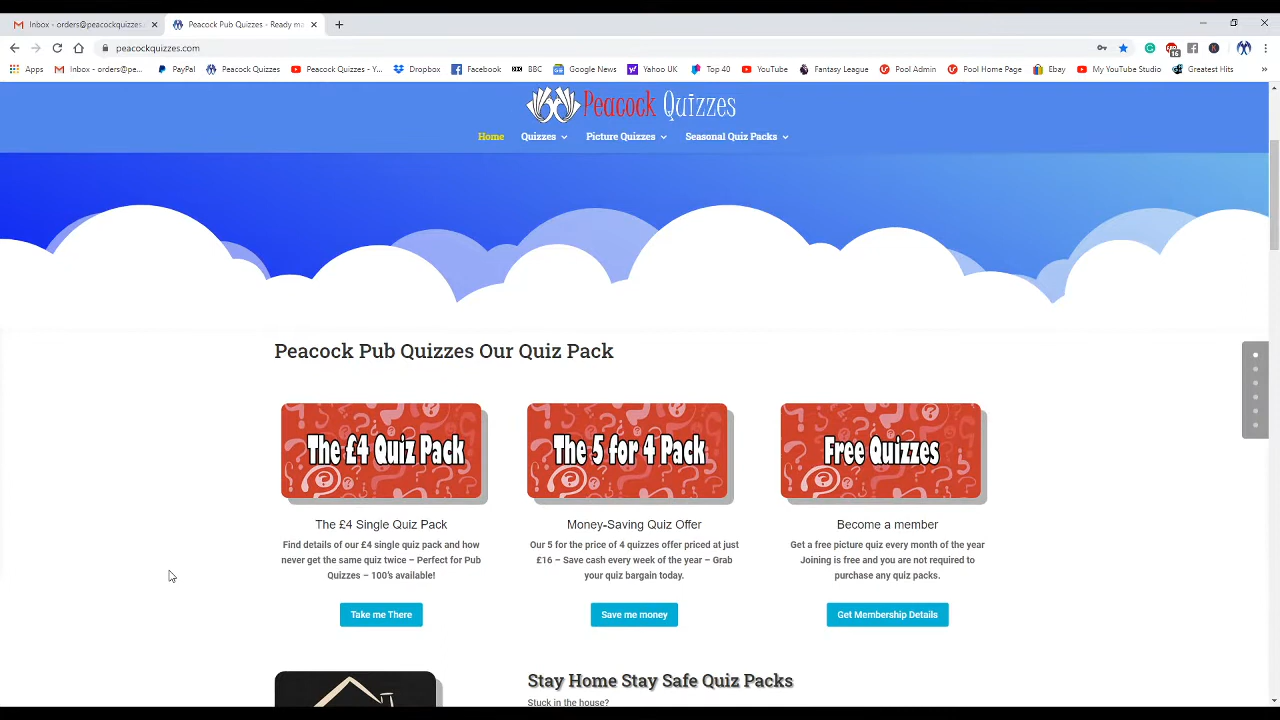 Inbox - orders@peacockquizzes. Peacock Pub Quizzes - Ready ma
peacockquizzes.com
15
Apps Inbox - orders@pe... PayPal Peacock Quizzes Peacock Quizzes - Y... Dropbox Facebook BBC Google News Yahoo UK Top 40 YouTube Fantasy League Pool Admin Pool Home Page Ebay My YouTube Studio Greatest Hits
Peacock Quizzes
Home Quizzes Picture Quizzes Seasonal Quiz Packs
Peacock Pub Quizzes Our Quiz Pack
The £4 Quiz Pack
The 5 for 4 Pack
Free Quizzes
The £4 Single Quiz Pack
Find details of our £4 single quiz pack and how
never get the same quiz twice – Perfect for Pub
Quizzes – 100's available!
Take me There
Money-Saving Quiz Offer
Our 5 for the price of 4 quizzes offer priced at just
£16 – Save cash every week of the year – Grab
your quiz bargain today.
Save me money
Become a member
Get a free picture quiz every month of the year
Joining is free and you are not required to
purchase any quiz packs.
Get Membership Details
Stay Home Stay Safe Quiz Packs
Stuck in the house?